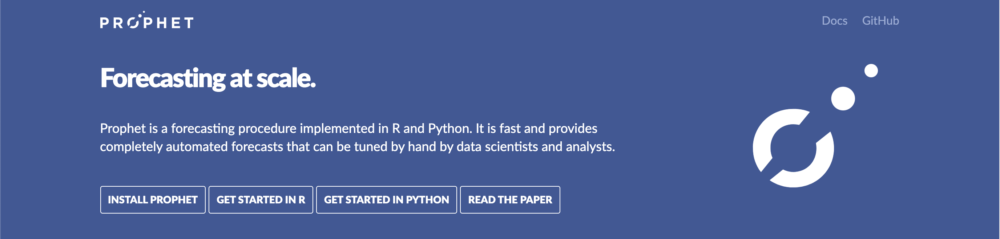 PROPHET
Docs GitHub
Forecasting at scale.
Prophet is a forecasting procedure implemented in R and Python. It is fast and provides
completely automated forecasts that can be tuned by hand by data scientists and analysts.
INSTALL PROPHET GET STARTED IN R GET STARTED IN PYTHON READ THE PAPER